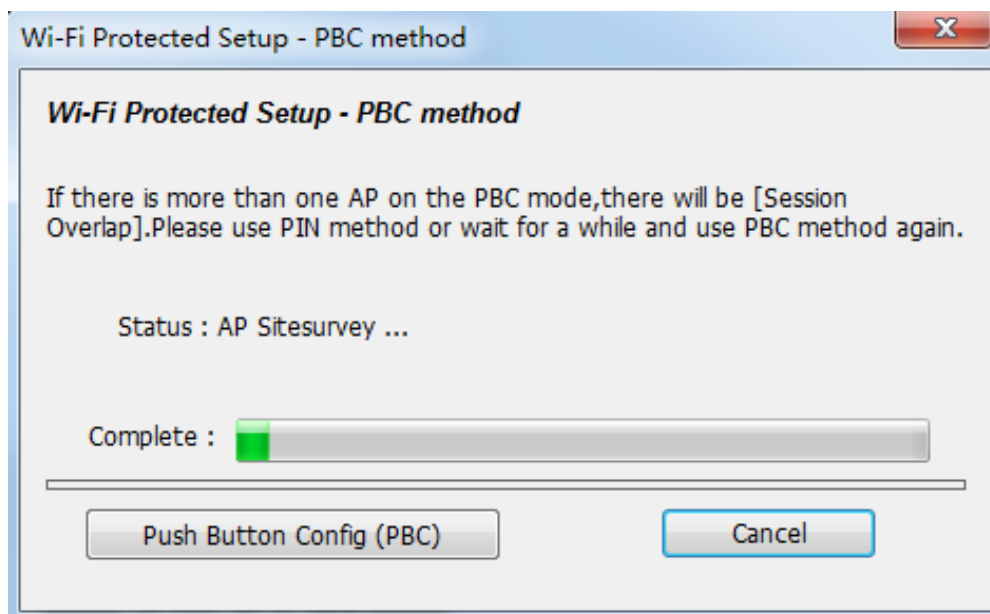 Wi-Fi Protected Setup - PBC method
Wi-Fi Protected Setup - PBC method
If there is more than one AP on the PBC mode,there will be [Session
Overlap].Please use PIN method or wait for a while and use PBC method again.
Status : AP Sitesurvey ...
Complete :
Push Button Config (PBC)
Cancel